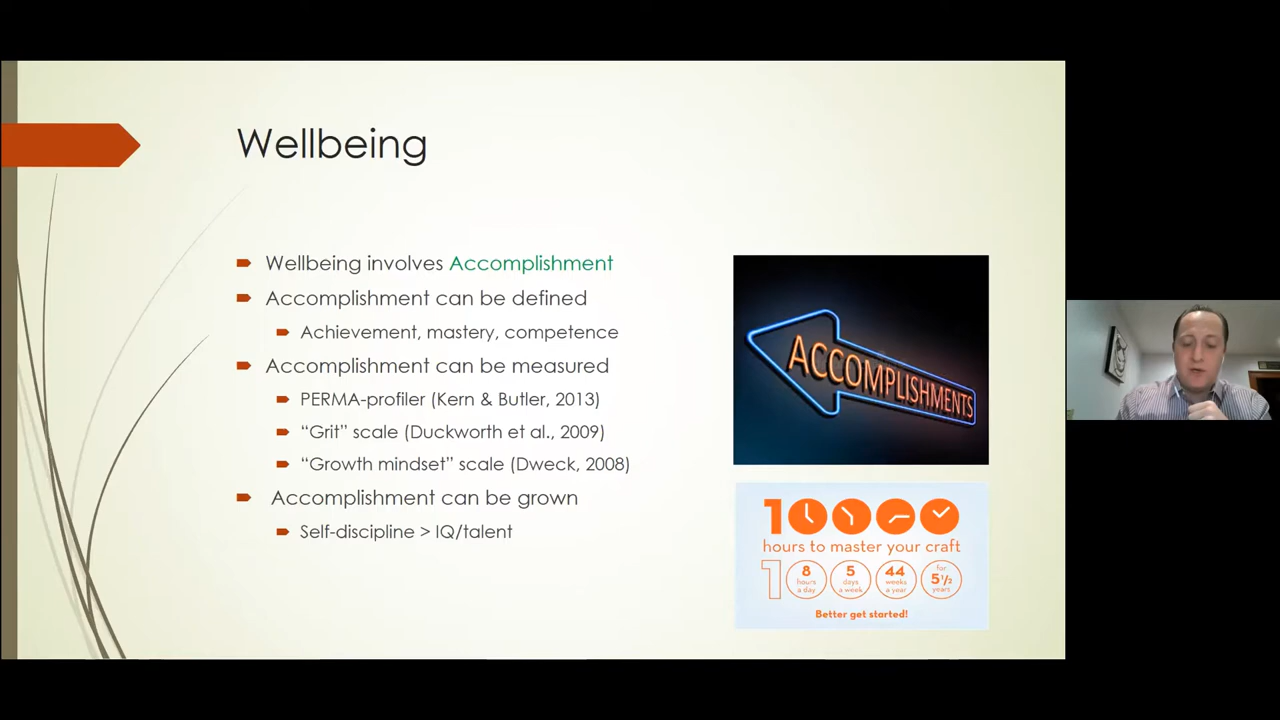 Wellbeing
Wellbeing involves Accomplishment
Accomplishment can be defined
Achievement, mastery, competence
Accomplishment can be measured
PERMA-profiler (Kern & Butler, 2013)
“Grit” scale (Duckworth et al., 2009)
“Growth mindset” scale (Dweck, 2008)
Accomplishment can be grown
Self-discipline > IQ/talent
ACCOMPLISHMENTS
10000
hours to master your craft
1
8
hours
a day
5
days
a week
44
weeks
a year
for
5½
years
Better get started!